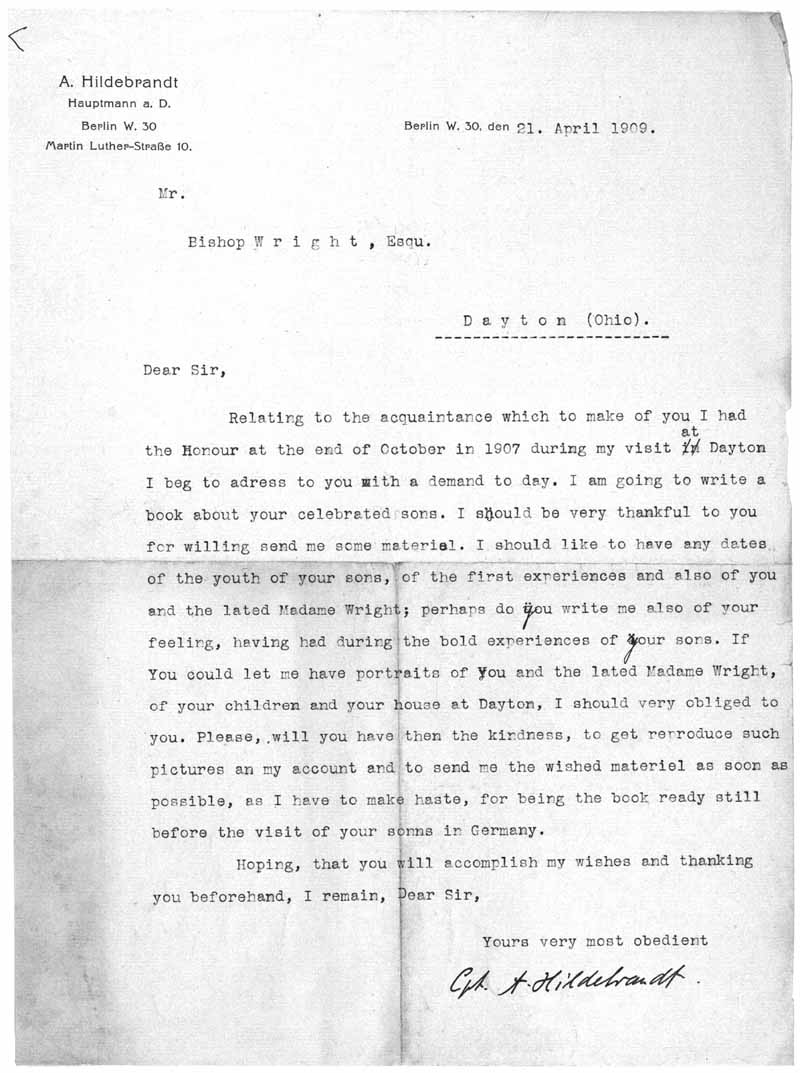 A. Hildebrandt
Hauptmann a. D.
Berlin W. 30
Martin Luther-Straße 10.
Berlin W. 30, den 21. April 1909.
Mr.
Bishop W r i g h t , Esqu.
D a y t o n (Ohio).
Dear Sir,
Relating to the acquaintance which to make of you I had
the Honour at the end of October in 1907 during my visit at Dayton
I beg to adress to you with a demand to day. I am going to write a
book about your celebrated sons. I should be very thankful to you
for willing send me some material. I should like to have any dates
of the youth of your sons, of the first experiences and also of you
and the lated Madame Wright; perhaps do you write me also of your
feeling, having had during the bold experiences of your sons. If
You could let me have portraits of you and the lated Madame Wright,
of your children and your house at Dayton, I should very obliged to
you. Please, will you have then the kindness, to get reproduce such
pictures an my account and to send me the wished materiel as soon as
possible, as I have to make haste, for being the book ready still
before the visit of your sonns in Germany.
Hoping, that you will accomplish my wishes and thanking
you beforehand, I remain, Dear Sir,
Yours very most obedient
Cpt. A. Hildebrandt.